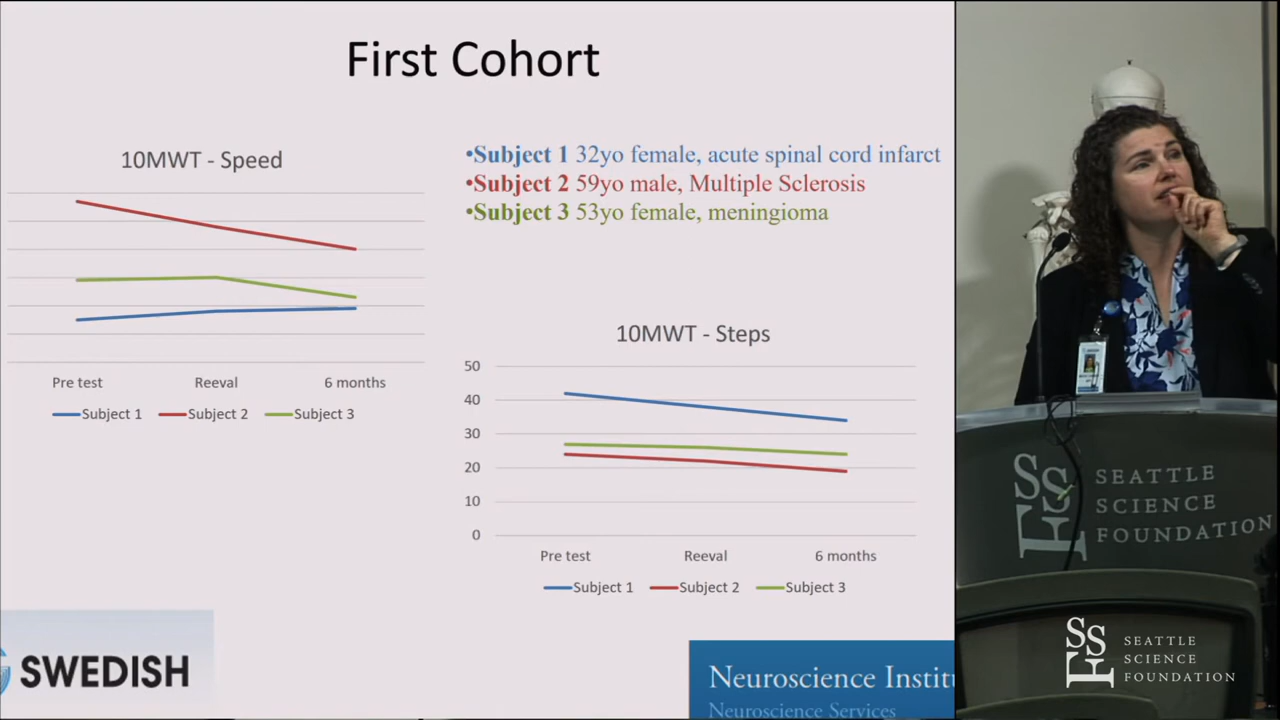 First Cohort
10MWT - Speed
•Subject 1 32yo female, acute spinal cord infarct
•Subject 2 59yo male, Multiple Sclerosis
•Subject 3 53yo female, meningioma
Pre test Reeval 6 months
Subject 1 Subject 2 Subject 3
10MWT - Steps
50
40
30
20
10
0
Pre test Reeval 6 months
Subject 1 Subject 2 Subject 3
SWEDISH
Neuroscience Institu
Neuroscience Services
SSF
SEATTLE
SCIENCE
FOUNDATION
SSF
SEATTLE
SCIENCE
FOUNDATION